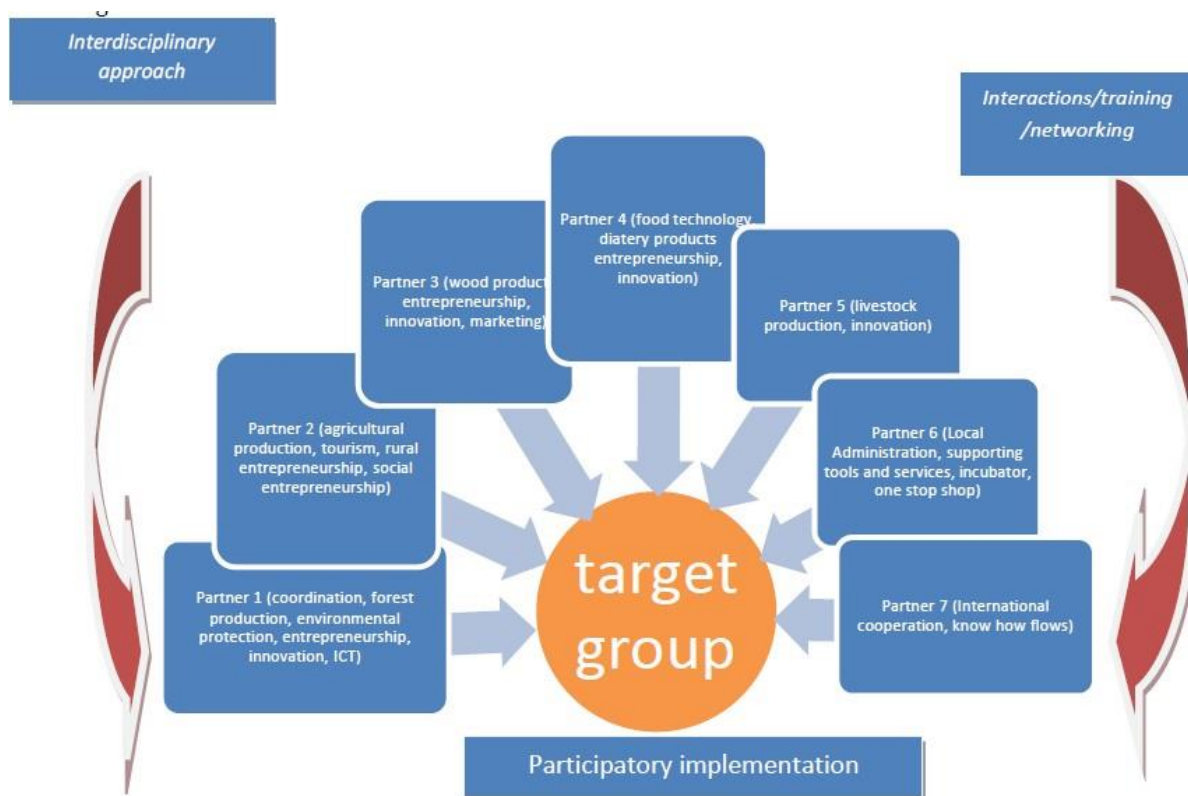 Interdisciplinary
approach
Interactions/training
/networking
Partner 4 (food technology,
diatery products
entrepreneurship,
innovation)
Partner 3 (wood product
entrepreneurship,
innovation, marketing)
Partner 5 (livestock
production, innovation)
Partner 2 (agricultural
production, tourism, rural
entrepreneurship, social
entrepreneurship)
Partner 6 (Local
Administration, supporting
tools and services, incubator,
one stop shop)
Partner 1 (coordination, forest
production, environmental
protection, entrepreneurship,
innovation, ICT)
Partner 7 (International
cooperation, know how flows)
target
group
Participatory implementation